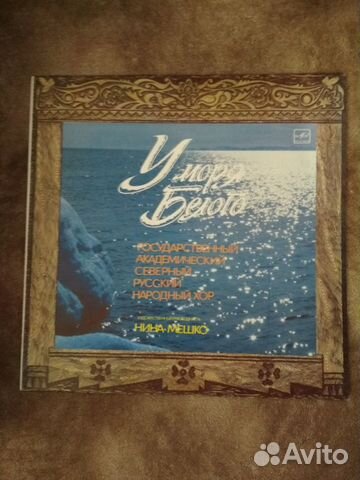 У моря
Белого
ГОСУДАРСТВЕННЫЙ
АКАДЕМИЧЕСКИЙ
СЕВЕРНЫЙ
РУССКИЙ
НАРОДНЫЙ ХОР
НИНА МЕШКО
Avito